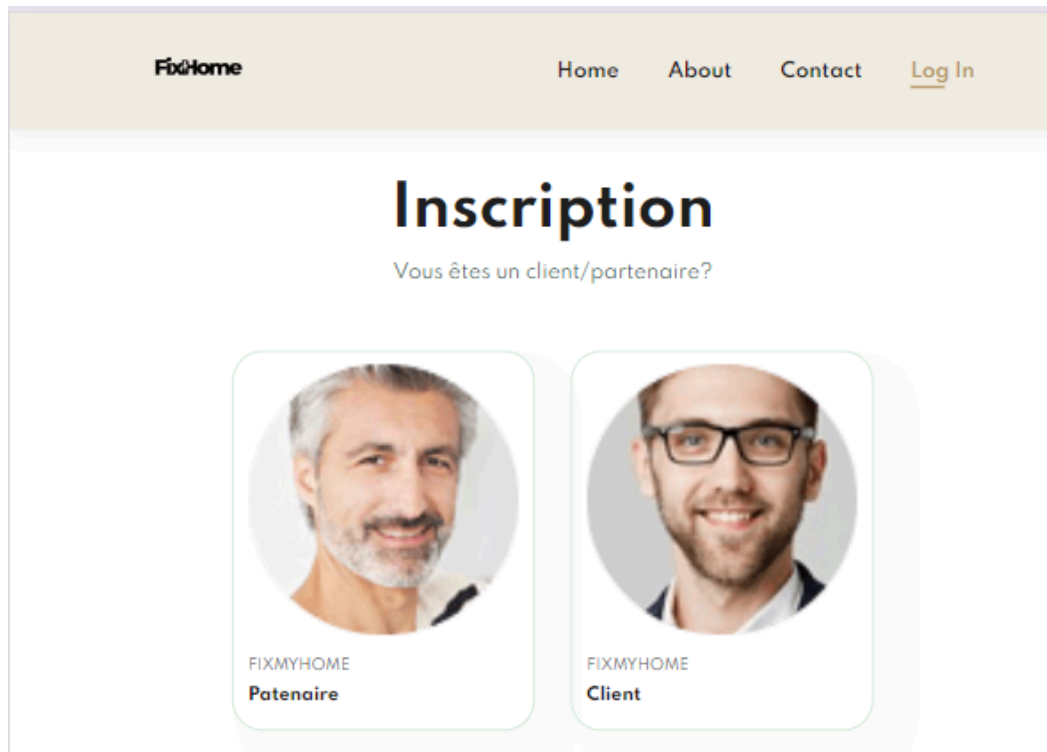 FixHome
Home About Contact Log In
Inscription
Vous êtes un client/partenaire?
FIXMYHOME
Patenaire
FIXMYHOME
Client